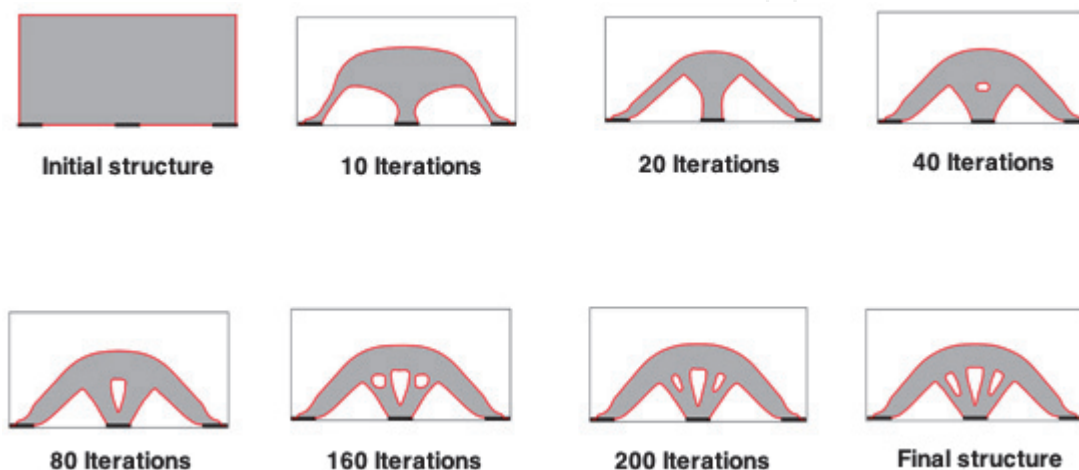 Initial structure
10 Iterations
20 Iterations
40 Iterations
80 Iterations
160 Iterations
200 Iterations
Final structure